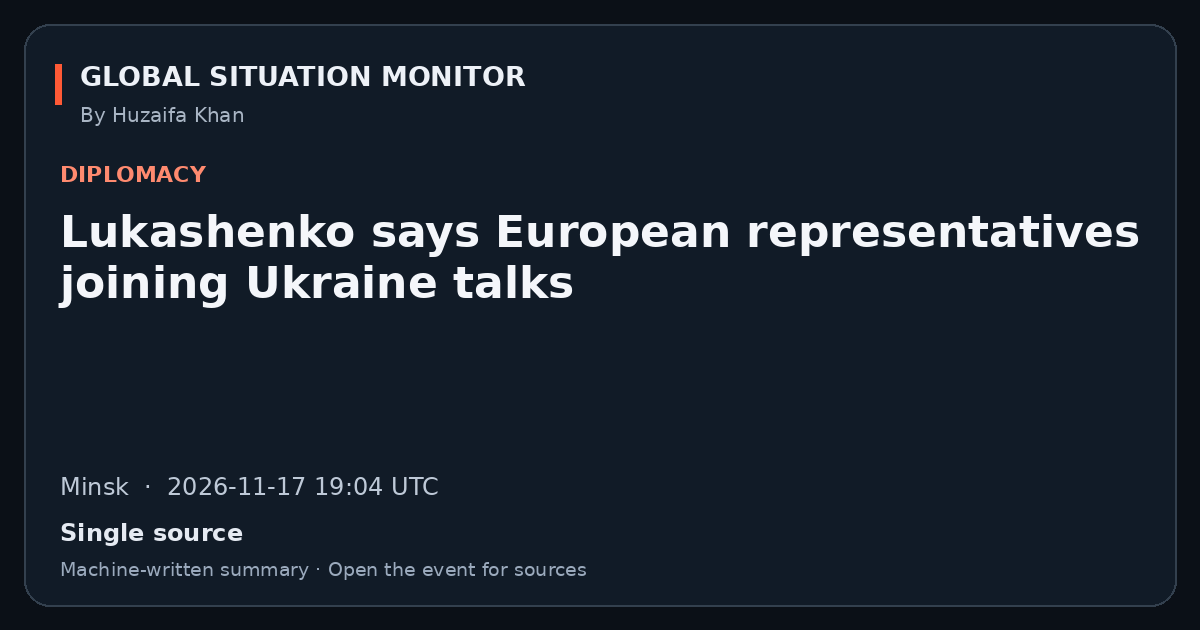 GLOBAL SITUATION MONITOR
By Huzaifa Khan
DIPLOMACY
Lukashenko says European representatives
joining Ukraine talks
Minsk · 2026-11-17 19:04 UTC
Single source
Machine-written summary · Open the event for sources